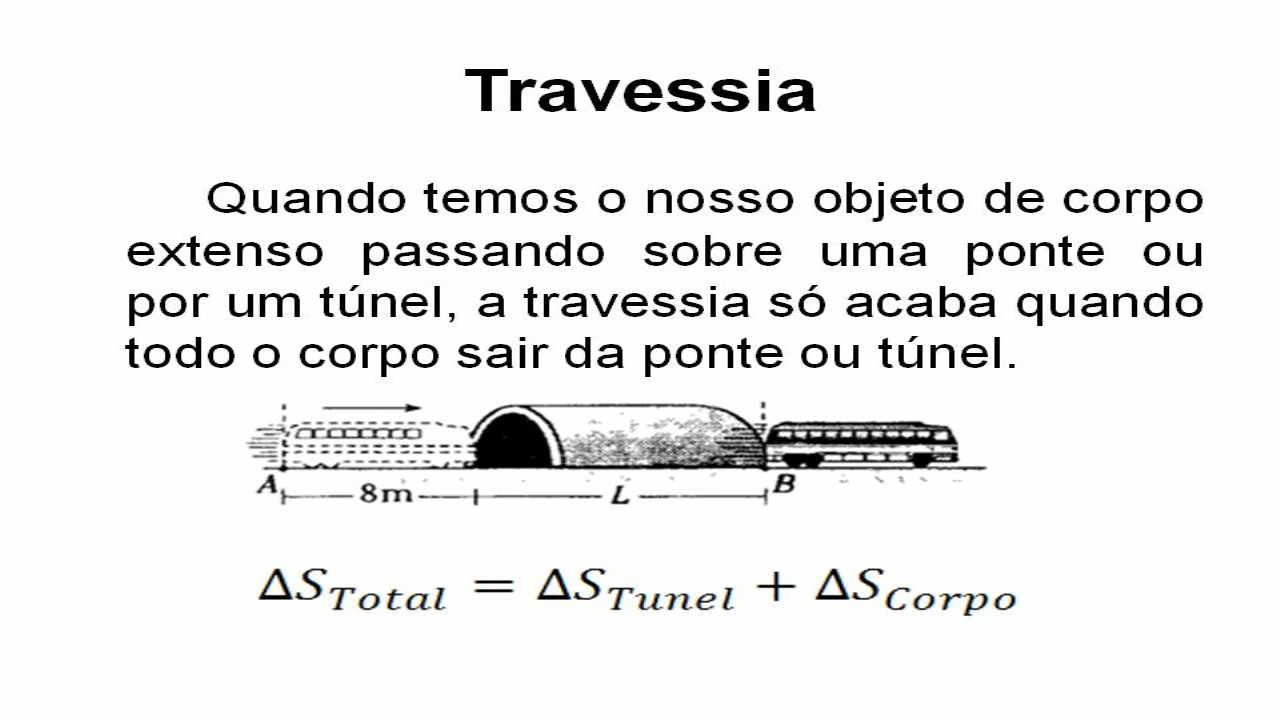 Travessia
Quando temos o nosso objeto de corpo
extenso passando sobre uma ponte ou
por um túnel, a travessia só acaba quando
todo o corpo sair da ponte ou túnel.
A 8m L B
ΔS_Total = ΔS_Tunel + ΔS_Corpo